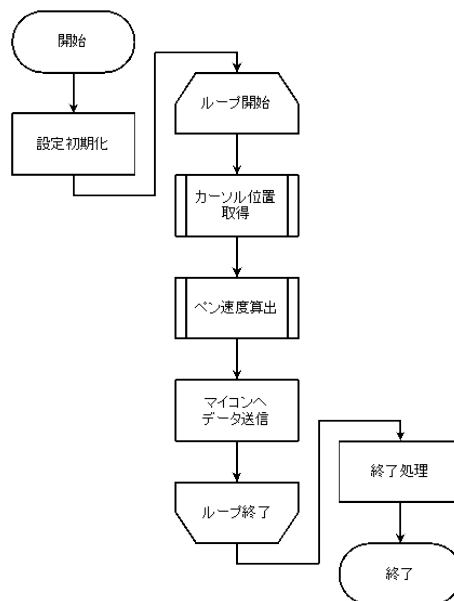 開始
設定初期化
ループ開始
カーソル位置
取得
ペン速度算出
マイコンへ
データ送信
ループ終了
終了処理
終了